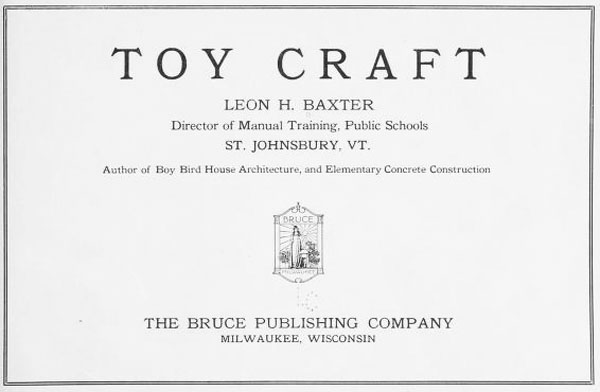 TOY CRAFT
LEON H. BAXTER
Director of Manual Training, Public Schools
ST. JOHNSBURY, VT.
Author of Boy Bird House Architecture, and Elementary Concrete Construction
BRUCE
MILWAUKEE
THE BRUCE PUBLISHING COMPANY
MILWAUKEE, WISCONSIN